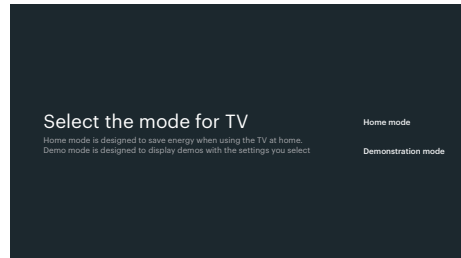 Select the mode for TV
Home mode is designed to save energy when using the TV at home.
Demo mode is designed to display demos with the settings you select
Home mode
Demonstration mode